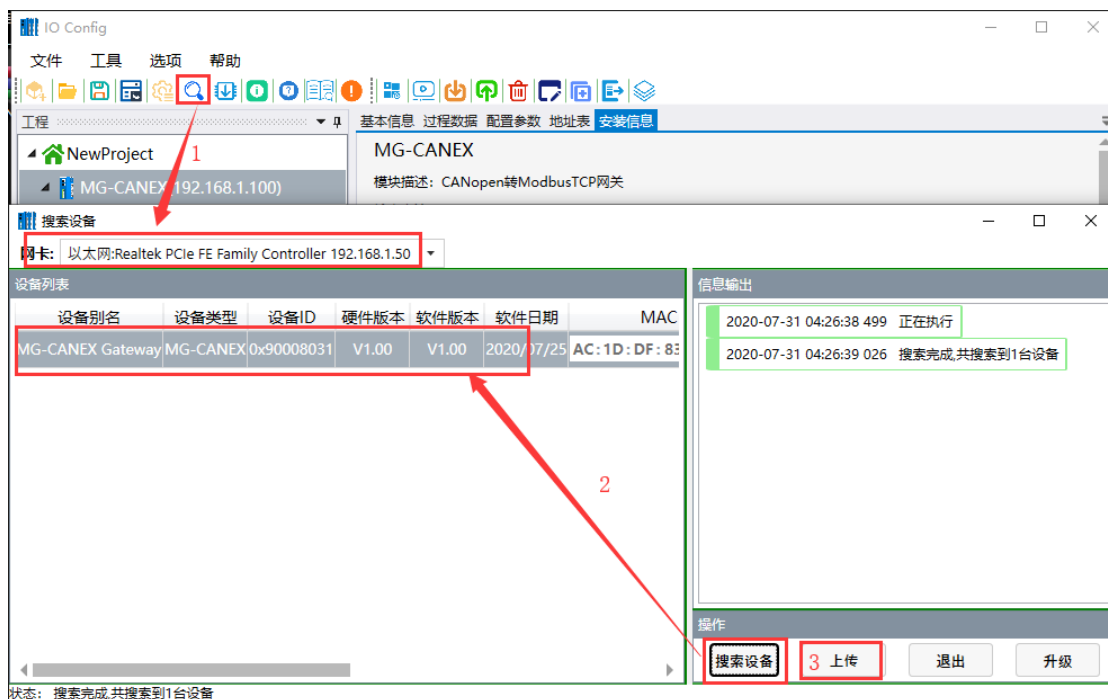 IO Config
文件 工具 选项 帮助
工程 基本信息 过程数据 配置参数 地址表 安装信息
NewProject
1
MG-CANEX
MG-CANEX(192.168.1.100)
模块描述：CANopen转ModbusTCP网关
搜索设备
网卡: 以太网:Realtek PCIe FE Family Controller 192.168.1.50
设备列表
信息输出
设备别名 设备类型 设备ID 硬件版本 软件版本 软件日期 MAC
MG-CANEX Gateway MG-CANEX 0x90008031 V1.00 V1.00 2020/07/25 AC:1D:DF:83
2020-07-31 04:26:38 499 正在执行
2020-07-31 04:26:39 026 搜索完成,共搜索到1台设备
2
操作
搜索设备 3 上传 退出 升级
状态: 搜索完成,共搜索到1台设备